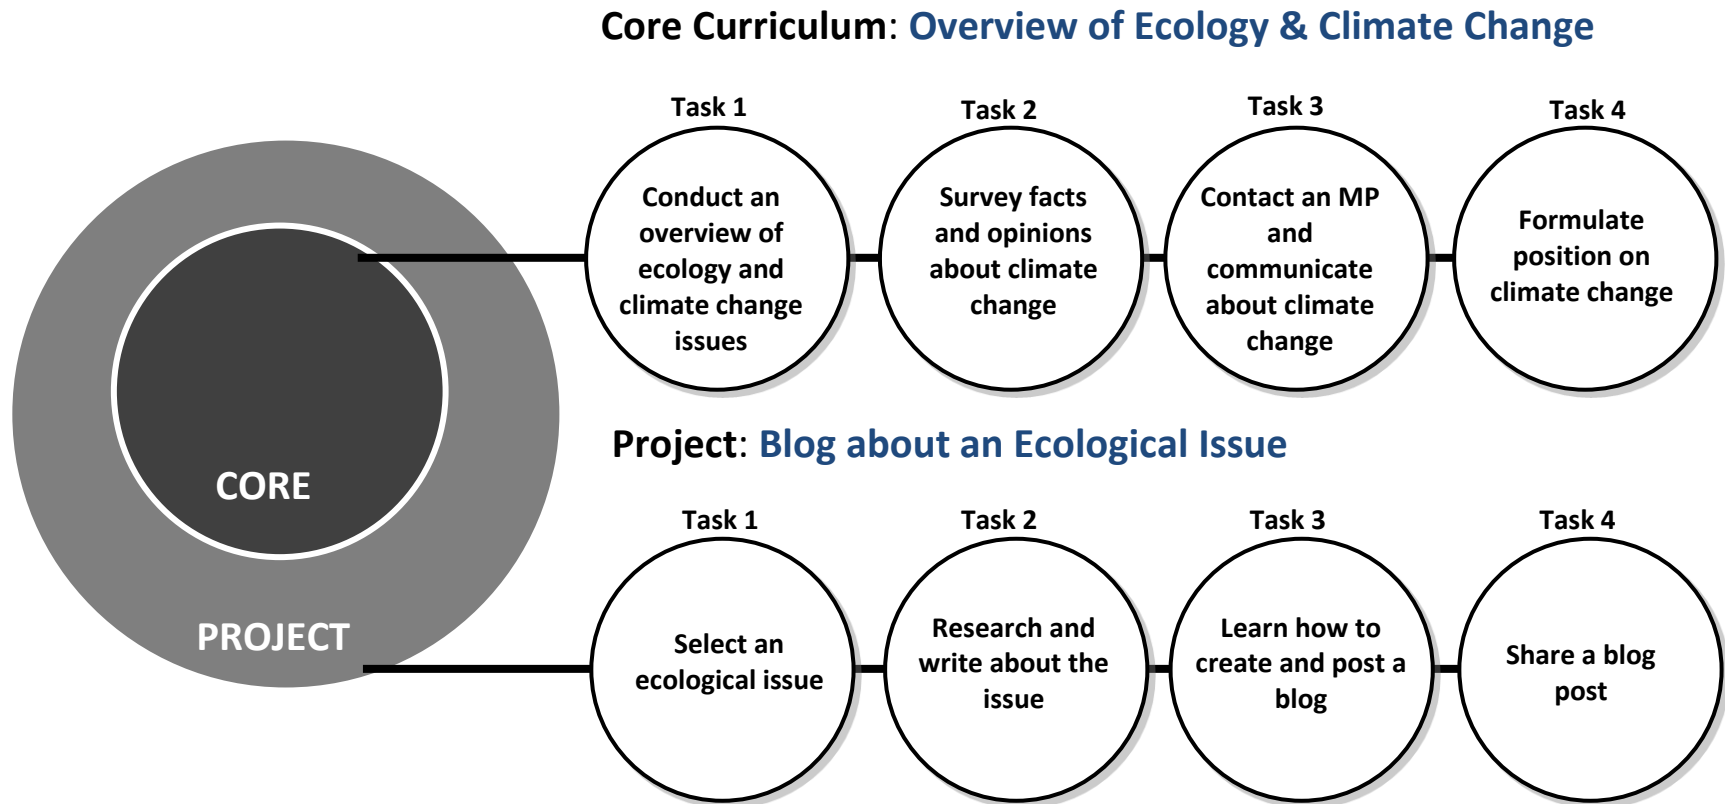 Core Curriculum: Overview of Ecology & Climate Change
Task 1
Conduct an
overview of
ecology and
climate change
issues
Task 2
Survey facts
and opinions
about climate
change
Task 3
Contact an MP
and
communicate
about climate
change
Task 4
Formulate
position on
climate change
CORE
PROJECT
Project: Blog about an Ecological Issue
Task 1
Select an
ecological issue
Task 2
Research and
write about the
issue
Task 3
Learn how to
create and post a
blog
Task 4
Share a blog
post